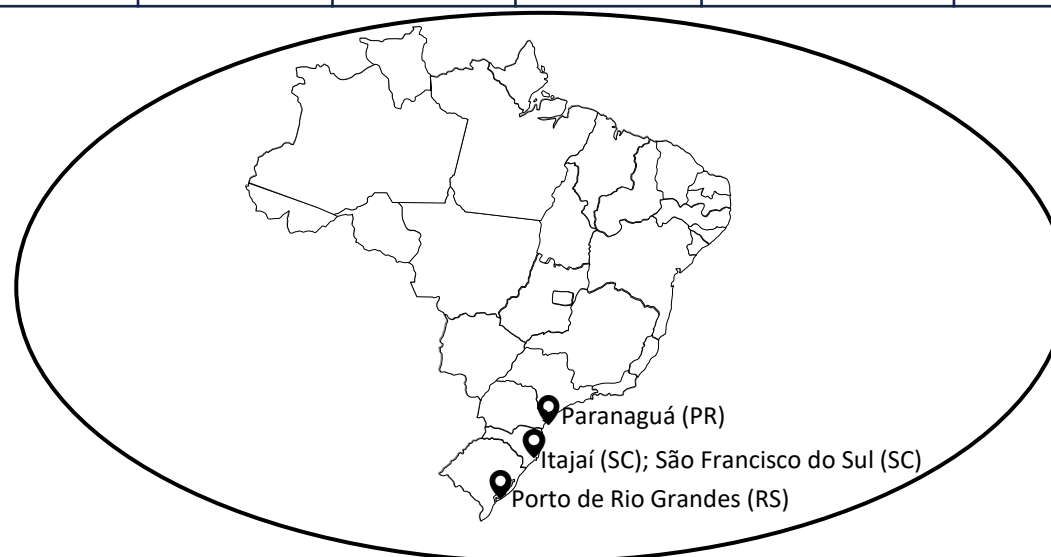 Paranaguá (PR)
Itajaí (SC); São Francisco do Sul (SC)
Porto de Rio Grandes (RS)